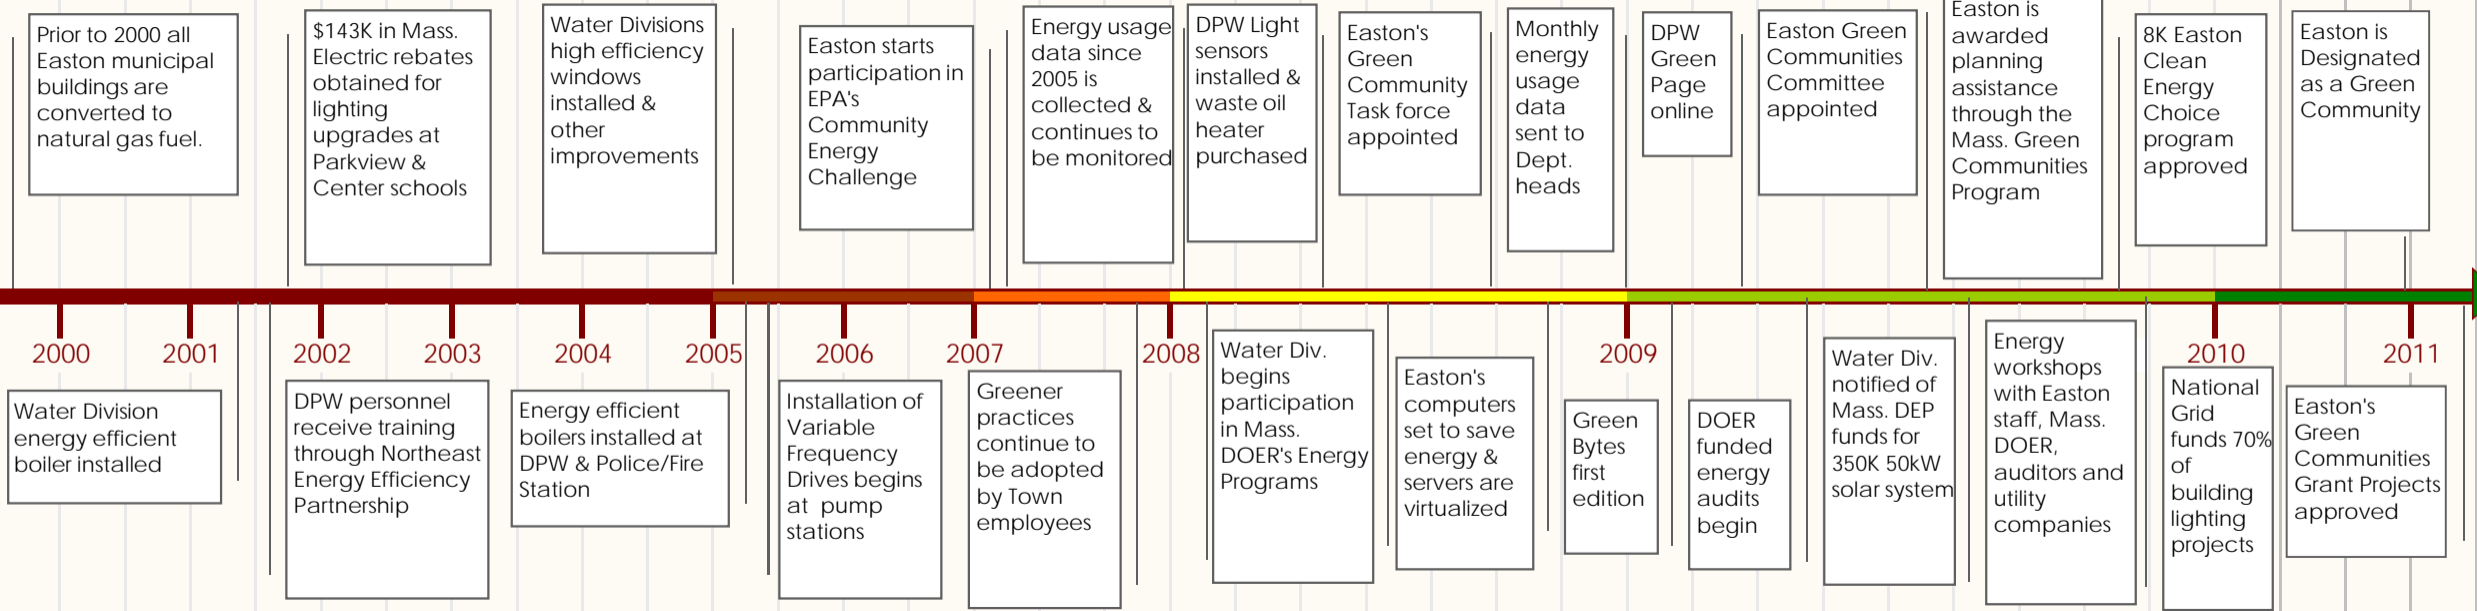 Prior to 2000 all
Easton municipal
buildings are
converted to
natural gas fuel.
$143K in Mass.
Electric rebates
obtained for
lighting
upgrades at
Parkview &
Center schools
Water Divisions
high efficiency
windows
installed &
other
improvements
Easton starts
participation in
EPA's
Community
Energy
Challenge
Energy usage
data since
2005 is
collected &
continues to
be monitored
DPW Light
sensors
installed &
waste oil
heater
purchased
Easton's
Green
Community
Task force
appointed
Monthly
energy
usage
data
sent to
Dept.
heads
DPW
Green
Page
online
Easton Green
Communities
Committee
appointed
Easton is
awarded
planning
assistance
through the
Mass. Green
Communities
Program
8K Easton
Clean
Energy
Choice
program
approved
Easton is
Designated
as a Green
Community
2000 2001 2002 2003 2004 2005 2006 2007 2008 2009 2010 2011
Water Division
energy efficient
boiler installed
DPW personnel
receive training
through Northeast
Energy Efficiency
Partnership
Energy efficient
boilers installed at
DPW & Police/Fire
Station
Installation of
Variable
Frequency
Drives begins
at pump
stations
Greener
practices
continue to
be adopted
by Town
employees
Water Div.
begins
participation
in Mass.
DOER's Energy
Programs
Easton's
computers
set to save
energy &
servers are
virtualized
Green
Bytes
first
edition
DOER
funded
energy
audits
begin
Water Div.
notified of
Mass. DEP
funds for
350K 50kW
solar system
Energy
workshops
with Easton
staff, Mass.
DOER,
auditors and
utility
companies
National
Grid
funds 70%
of
building
lighting
projects
Easton's
Green
Communities
Grant Projects
approved